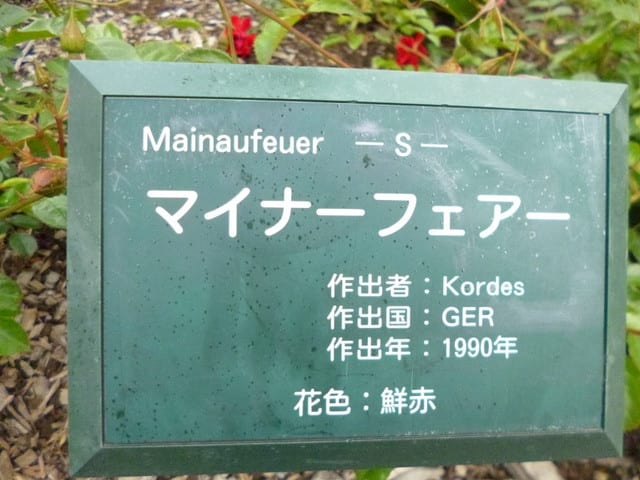 Mainaufeuer －S－
マイナーフェアー
作出者：Kordes
作出国：GER
作出年：1990年
花色：鮮赤